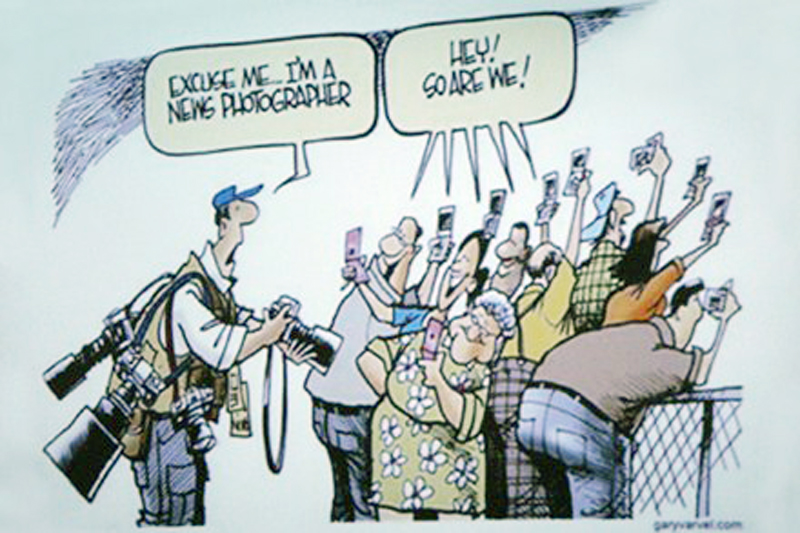 EXCUSE ME... I'M A
NEWS PHOTOGRAPHER
HEY!
SO ARE WE!
garyvarvel.com